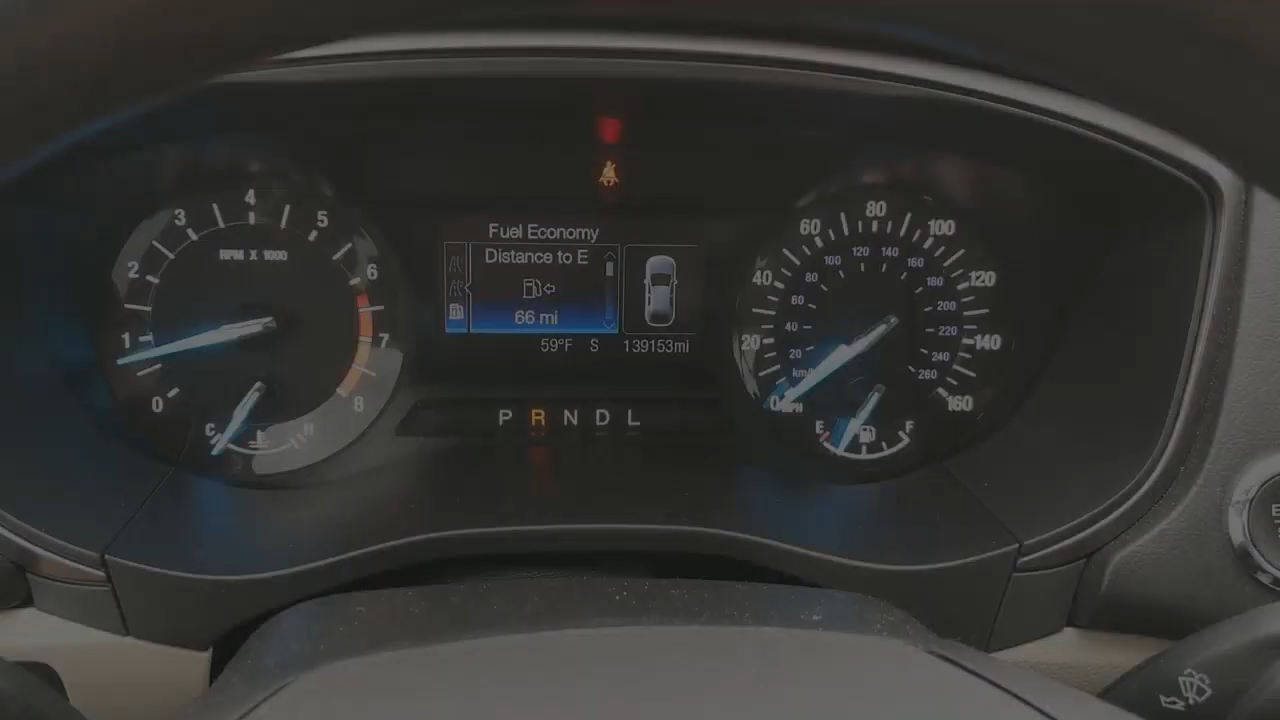 Fuel Economy
Distance to E
66 mi
59°F S 139153mi
P R N D L
0 1 2 3 4 5 6 7 8
RPM X 1000
C H
0 20 40 60 80 100 120 140 160
MPH
20 40 60 80 100 120 140 160 180 200 220 240 260
E F